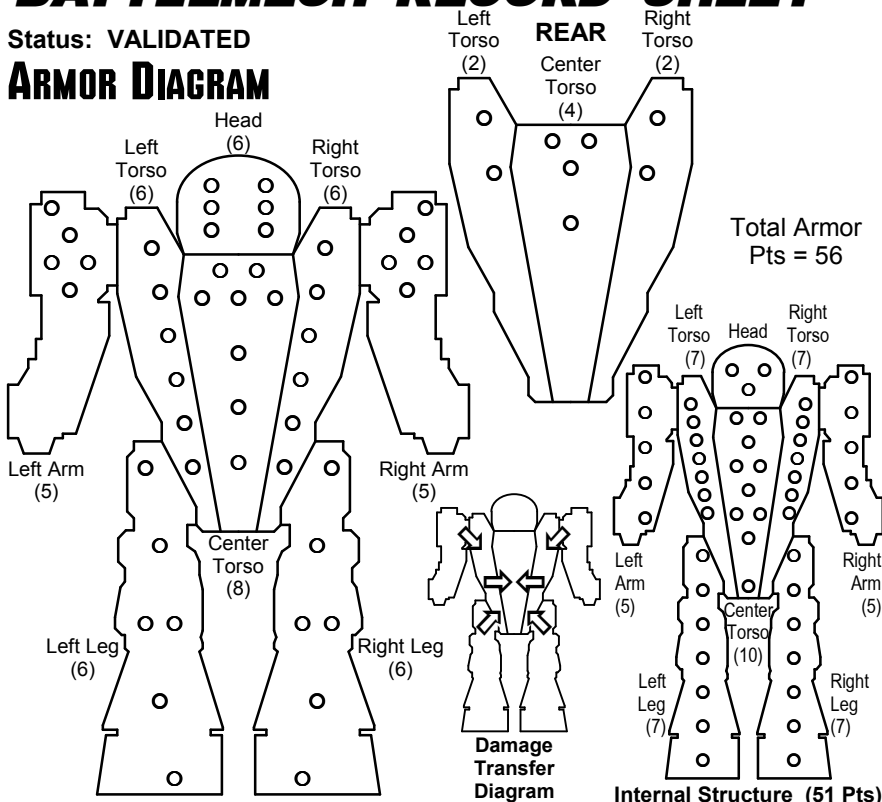 BATTLEMECH RECORD SHEET
Status: VALIDATED
ARMOR DIAGRAM
Head
(6)
Left
Torso
(6)
Right
Torso
(6)
Left Arm
(5)
Right Arm
(5)
Center
Torso
(8)
Left Leg
(6)
Right Leg
(6)
REAR
Left
Torso
(2)
Center
Torso
(4)
Right
Torso
(2)
Total Armor
Pts = 56
Damage
Transfer
Diagram
Left
Torso
(7)
Head
Right
Torso
(7)
Left
Arm
(5)
Right
Arm
(5)
Center
Torso
(10)
Left
Leg
(7)
Right
Leg
(7)
Internal Structure (51 Pts)